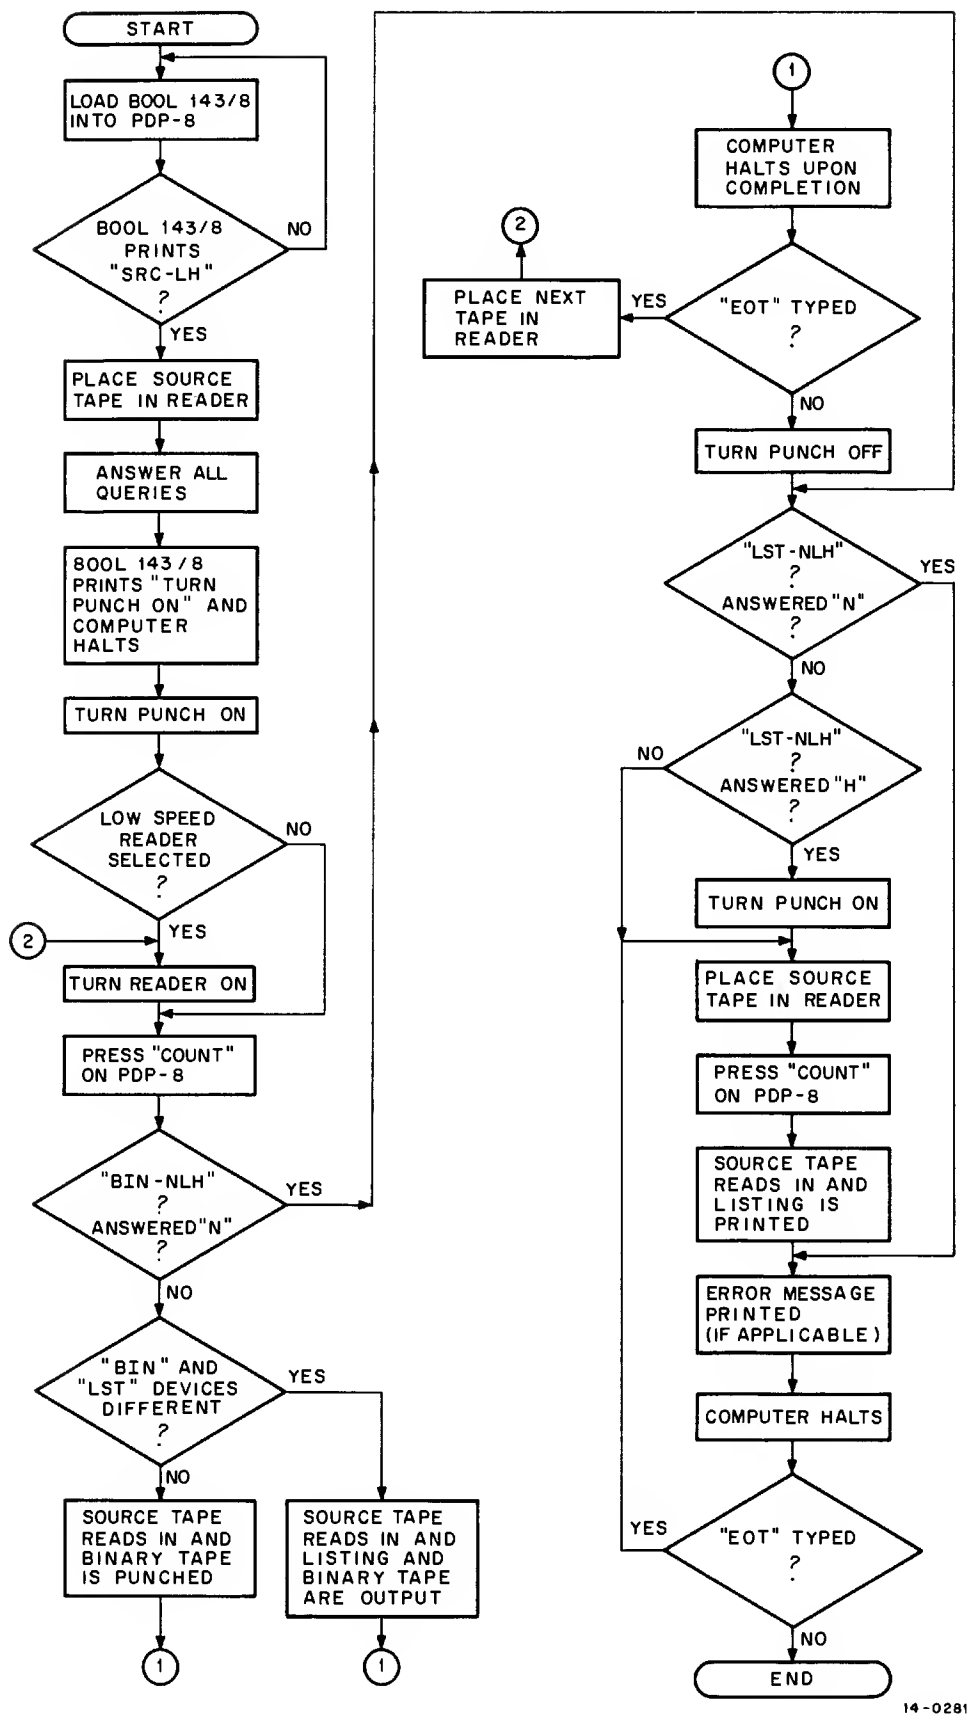 START
LOAD BOOL 143/8
INTO PDP-8
BOOL 143/8
PRINTS
"SRC-LH"
?
NO
YES
PLACE SOURCE
TAPE IN READER
ANSWER ALL
QUERIES
BOOL 143/8
PRINTS "TURN
PUNCH ON" AND
COMPUTER
HALTS
TURN PUNCH ON
LOW SPEED
READER
SELECTED
?
NO
YES
2
TURN READER ON
PRESS "COUNT"
ON PDP-8
"BIN-NLH"
?
ANSWERED "N"
?
YES
NO
"BIN" AND
"LST" DEVICES
DIFFERENT
?
YES
NO
SOURCE TAPE
READS IN AND
BINARY TAPE
IS PUNCHED
1
SOURCE TAPE
READS IN AND
LISTING AND
BINARY TAPE
ARE OUTPUT
1
1
COMPUTER
HALTS UPON
COMPLETION
2
PLACE NEXT
TAPE IN
READER
YES
"EOT" TYPED
?
NO
TURN PUNCH OFF
"LST-NLH"
?
ANSWERED "N"
?
YES
NO
"LST-NLH"
?
ANSWERED "H"
?
NO
YES
TURN PUNCH ON
PLACE SOURCE
TAPE IN READER
PRESS "COUNT"
ON PDP-8
SOURCE TAPE
READS IN AND
LISTING IS
PRINTED
ERROR MESSAGE
PRINTED
(IF APPLICABLE)
COMPUTER HALTS
YES
"EOT" TYPED
?
NO
END
14-0281